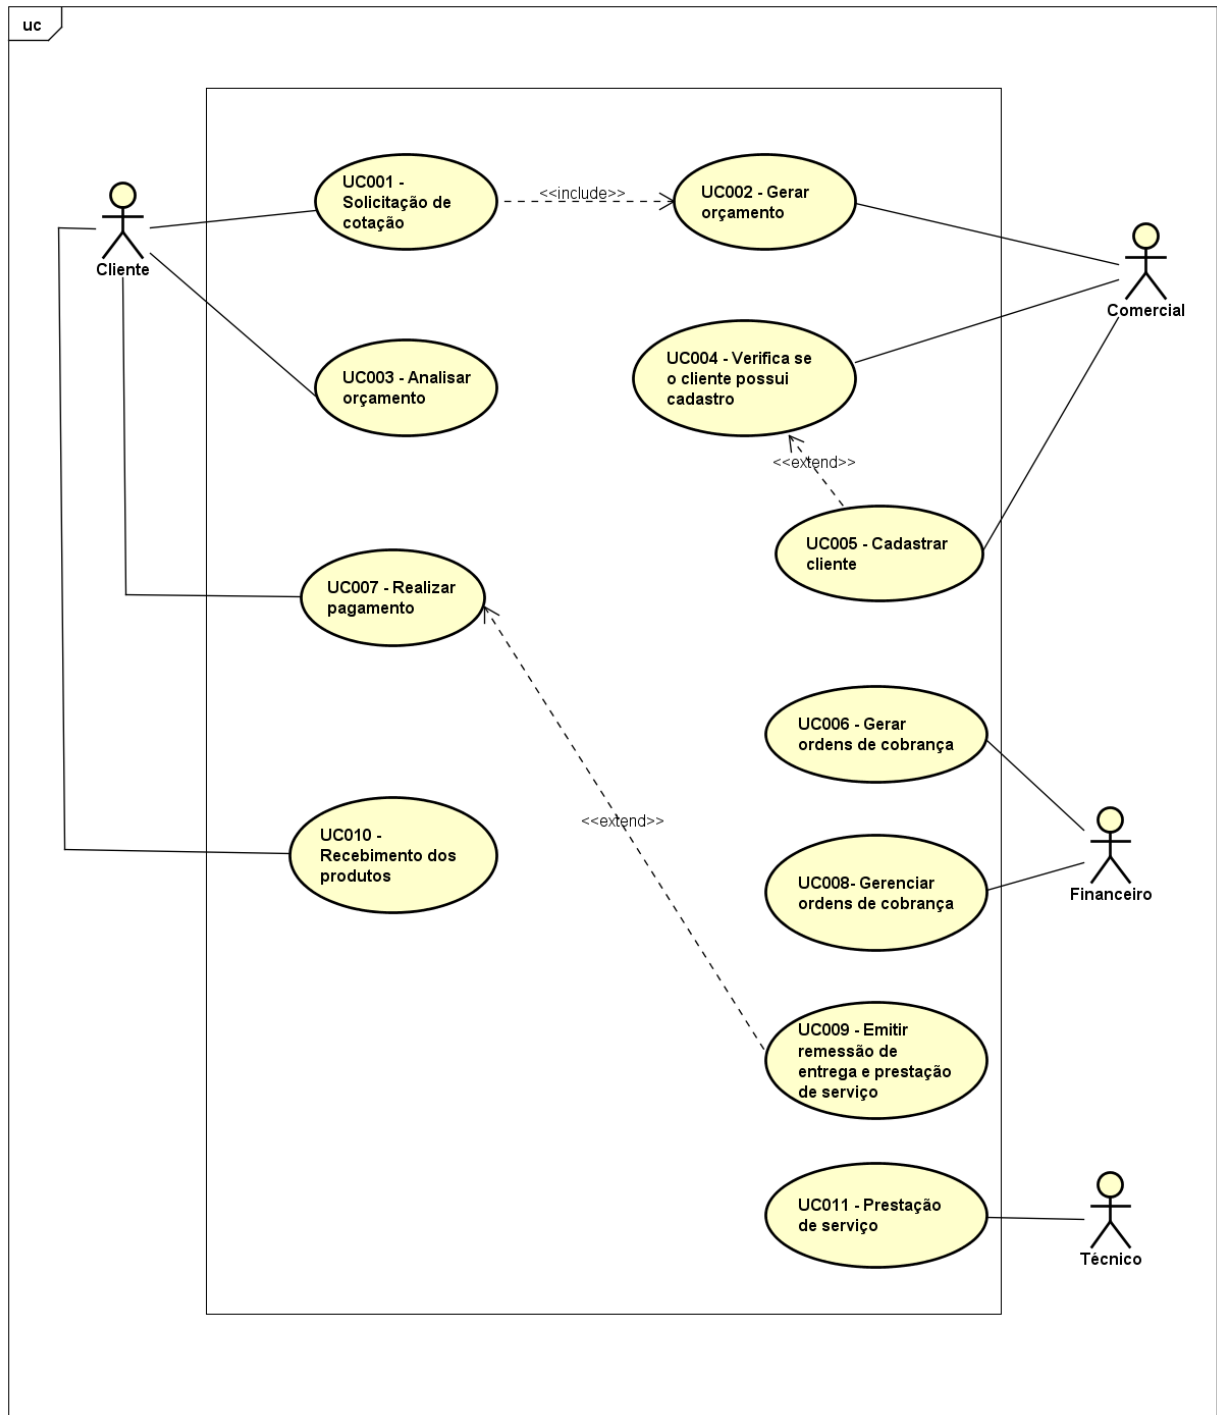 uc
UC001 -
Solicitação de
cotação
<<include>>
UC002 - Gerar
orçamento
Cliente
Comercial
UC003 - Analisar
orçamento
UC004 - Verifica se
o cliente possui
cadastro
<<extend>>
UC005 - Cadastrar
cliente
UC007 - Realizar
pagamento
UC006 - Gerar
ordens de cobrança
<<extend>>
UC010 -
Recebimento dos
produtos
UC008- Gerenciar
ordens de cobrança
Financeiro
UC009 - Emitir
remessão de
entrega e prestação
de serviço
UC011 - Prestação
de serviço
Técnico